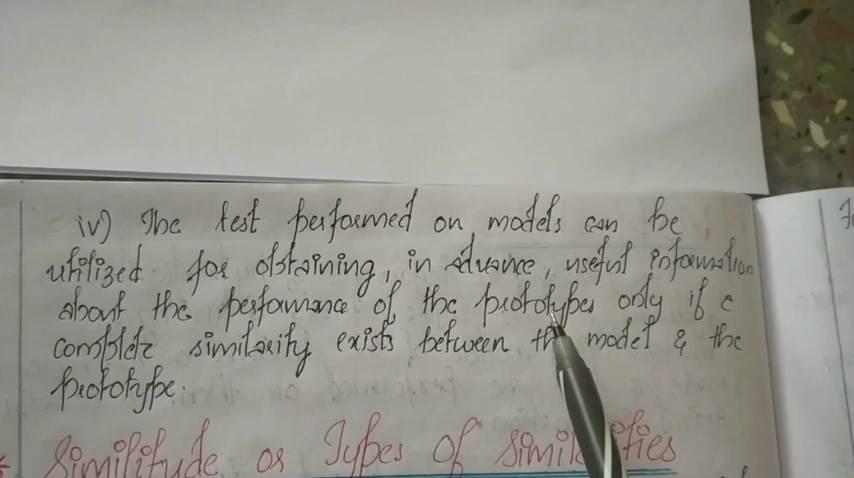 iv) The test performed on models can be
utilized for obtaining, in advance, useful information
about the performance of the prototypes only if a
complete similarity exists between the model & the
prototype.
Similitude or Types of Similarities